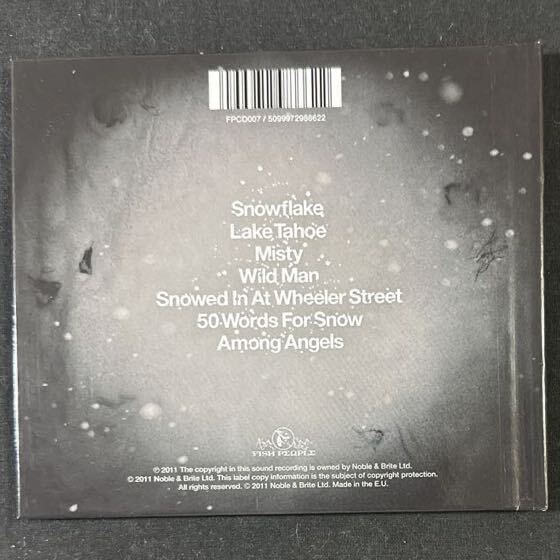 FPCD007 / 5099972986622
Snowflake
Lake Tahoe
Misty
Wild Man
Snowed In At Wheeler Street
50 Words For Snow
Among Angels
FISH PEOPLE
℗ 2011 The copyright in this sound recording is owned by Noble & Brite Ltd.
© 2011 Noble & Brite Ltd. This label copy information is the subject of copyright protection.
All rights reserved. © 2011 Noble & Brite Ltd. Made in the E.U.